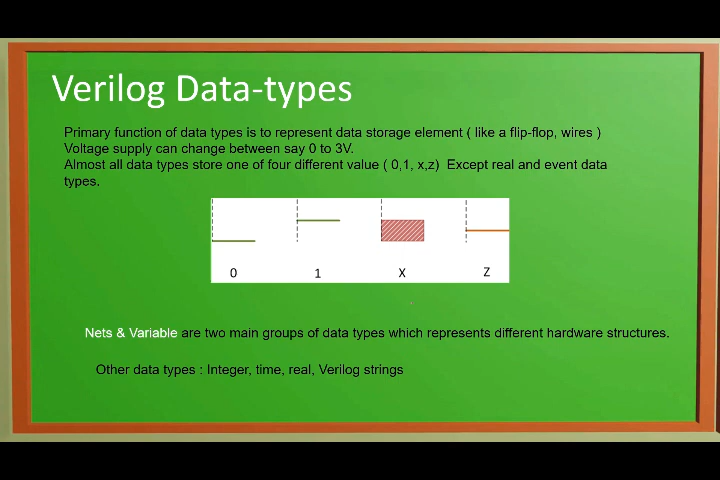 Verilog Data-types
Primary function of data types is to represent data storage element ( like a flip-flop, wires )
Voltage supply can change between say 0 to 3V.
Almost all data types store one of four different value ( 0,1, x,z)  Except real and event data
types.
0 1 X Z
Nets & Variable are two main groups of data types which represents different hardware structures.
Other data types : Integer, time, real, Verilog strings